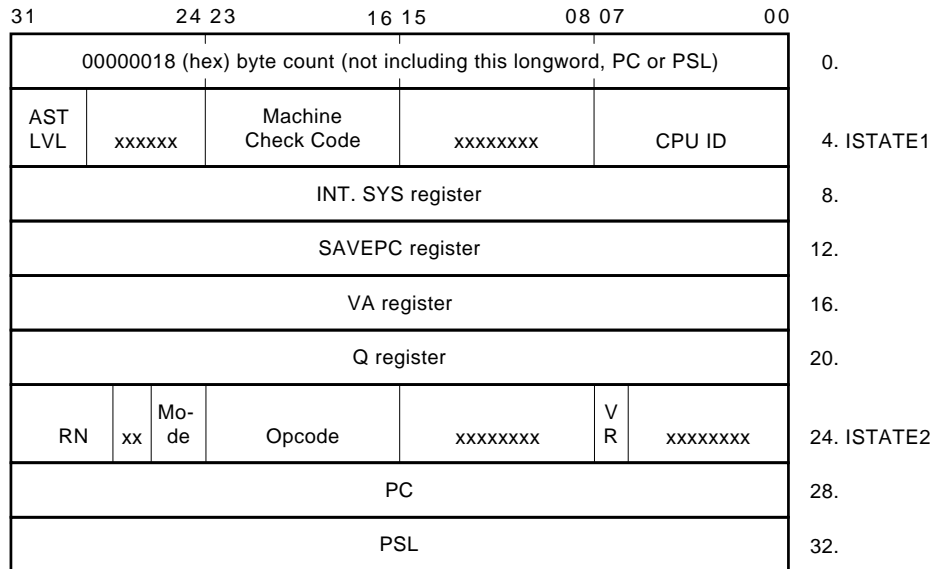 31 24 23 16 15 08 07 00
00000018 (hex) byte count (not including this longword, PC or PSL) 0.
AST Machine
LVL xxxxxx Check Code xxxxxxxx CPU ID 4. ISTATE1
INT. SYS register 8.
SAVEPC register 12.
VA register 16.
Q register 20.
Mo- V
RN xx de Opcode xxxxxxxx R xxxxxxxx 24. ISTATE2
PC 28.
PSL 32.